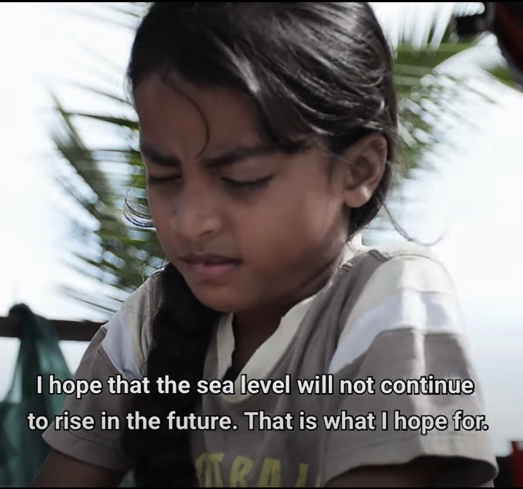 I hope that the sea level will not continue
to rise in the future. That is what I hope for.